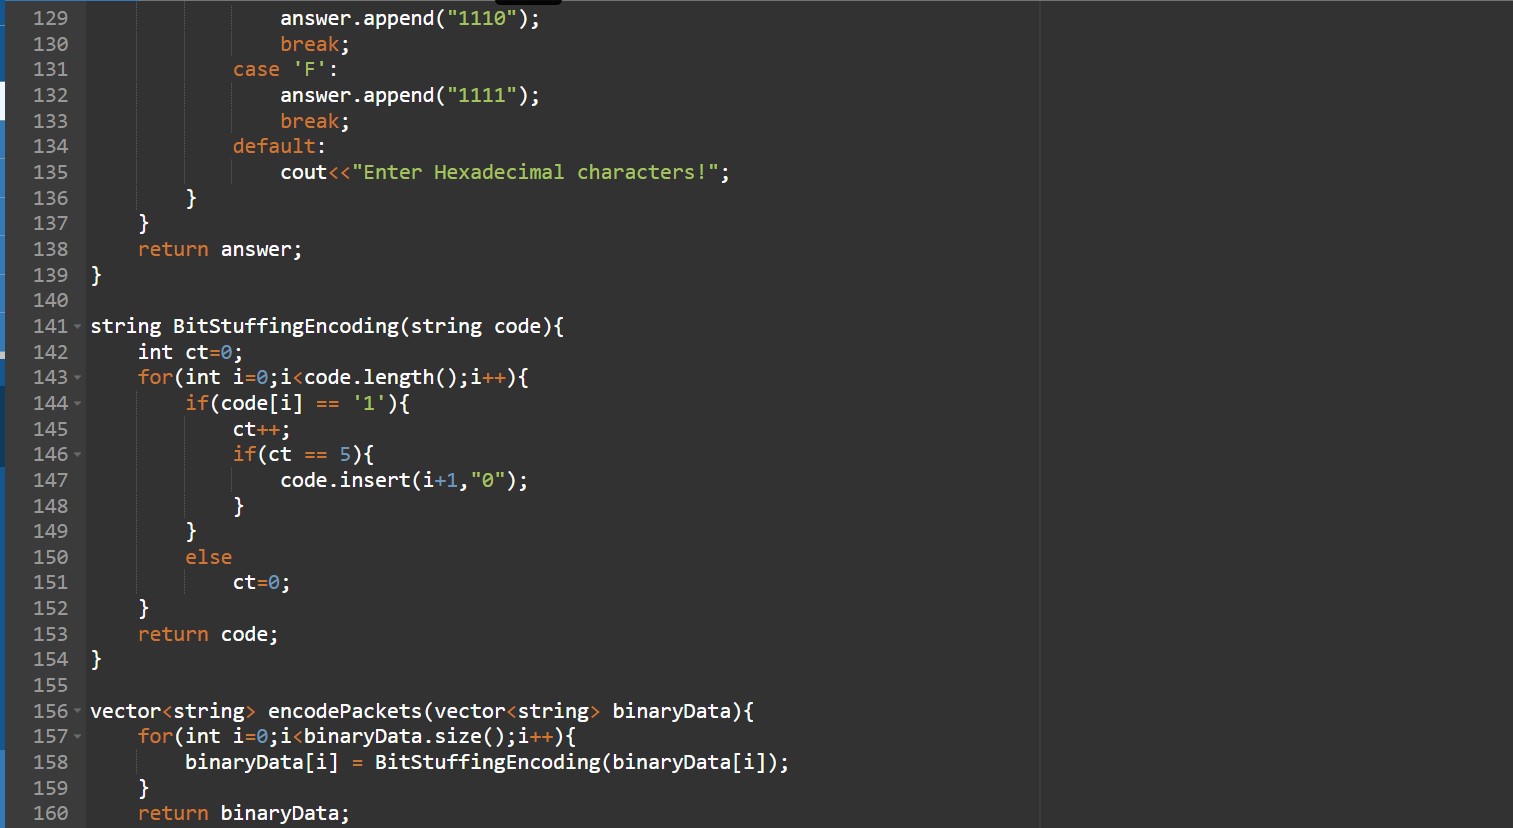 129                 answer.append("1110");
130                 break;
131             case 'F':
132                 answer.append("1111");
133                 break;
134             default:
135                 cout<<"Enter Hexadecimal characters!";
136         }
137     }
138     return answer;
139 }
140
141 string BitStuffingEncoding(string code){
142     int ct=0;
143     for(int i=0;i<code.length();i++){
144         if(code[i] == '1'){
145             ct++;
146             if(ct == 5){
147                 code.insert(i+1,"0");
148             }
149         }
150         else
151             ct=0;
152     }
153     return code;
154 }
155
156 vector<string> encodePackets(vector<string> binaryData){
157     for(int i=0;i<binaryData.size();i++){
158         binaryData[i] = BitStuffingEncoding(binaryData[i]);
159     }
160     return binaryData;